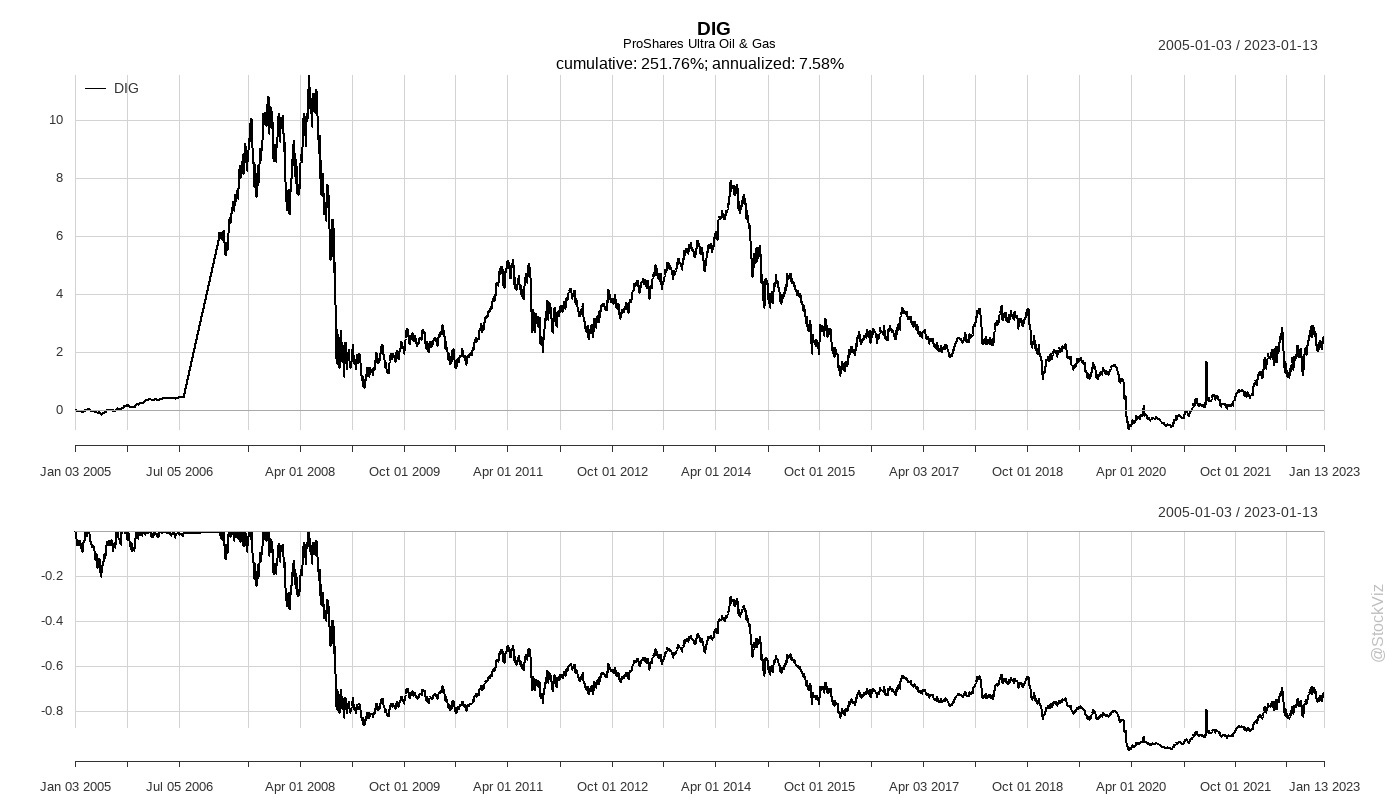 DIG
ProShares Ultra Oil & Gas
cumulative: 251.76%; annualized: 7.58%
2005-01-03 / 2023-01-13
DIG
10
8
6
4
2
0
Jan 03 2005 Jul 05 2006 Apr 01 2008 Oct 01 2009 Apr 01 2011 Oct 01 2012 Apr 01 2014 Oct 01 2015 Apr 03 2017 Oct 01 2018 Apr 01 2020 Oct 01 2021 Jan 13 2023
2005-01-03 / 2023-01-13
-0.2
-0.4
-0.6
-0.8
Jan 03 2005 Jul 05 2006 Apr 01 2008 Oct 01 2009 Apr 01 2011 Oct 01 2012 Apr 01 2014 Oct 01 2015 Apr 03 2017 Oct 01 2018 Apr 01 2020 Oct 01 2021 Jan 13 2023
@StockViz